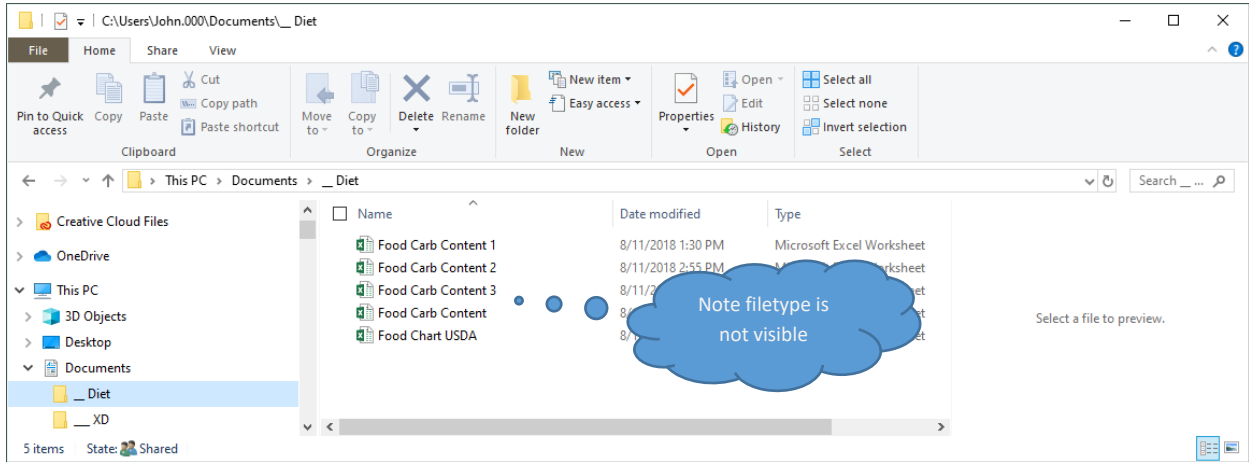 C:\Users\John.000\Documents\__ Diet
File Home Share View
Pin to Quick access
Copy
Paste
Cut
Copy path
Paste shortcut
Clipboard
Move to
Copy to
Delete
Rename
Organize
New folder
New item
Easy access
New
Properties
Open
Edit
History
Open
Select all
Select none
Invert selection
Select
This PC > Documents > __ Diet
Search __ ...
Creative Cloud Files
OneDrive
This PC
3D Objects
Desktop
Documents
__ Diet
___ XD
Name Date modified Type
Food Carb Content 1 8/11/2018 1:30 PM Microsoft Excel Worksheet
Food Carb Content 2 8/11/2018 2:55 PM
Food Carb Content 3
Food Carb Content
Food Chart USDA
Note filetype is
not visible
Select a file to preview.
5 items State: Shared